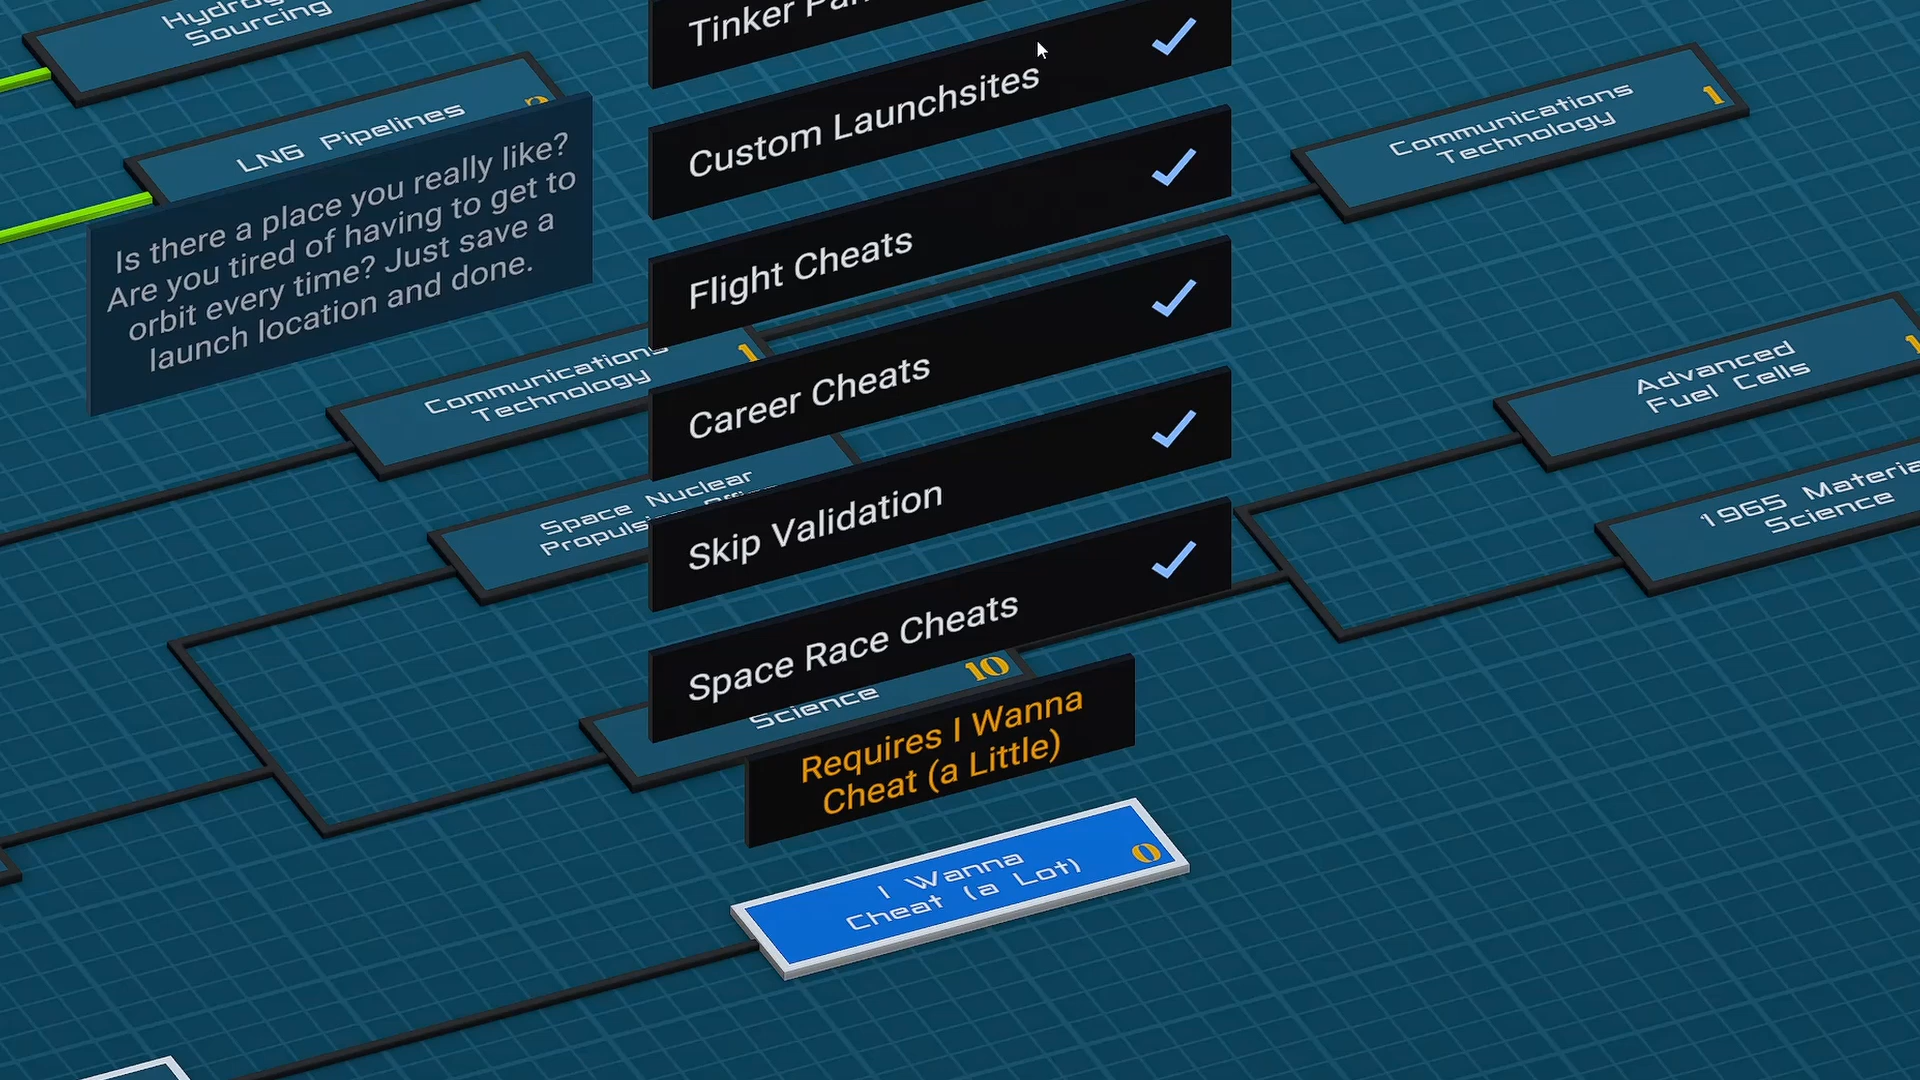 Sourcing
LNG Pipelines
Is there a place you really like?
Are you tired of having to get to
orbit every time? Just save a
launch location and done.
Tinker
Custom Launchsites
Flight Cheats
Career Cheats
Skip Validation
Space Race Cheats
Communications
Technology
1
Communications
Technology
1
Space Nuclear
Advanced
Fuel Cells
1
1965
Science
Science
10
Requires I Wanna
Cheat (a Little)
I Wanna
Cheat (a Lot)
0